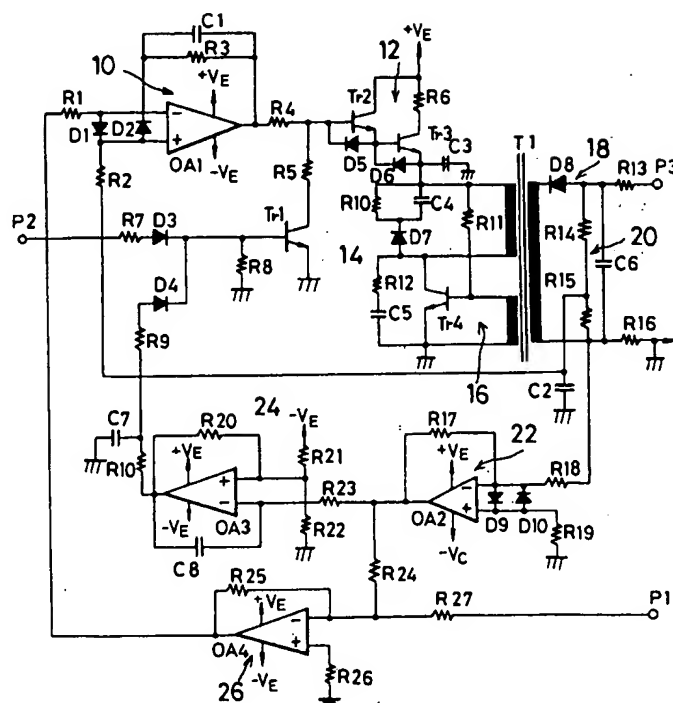 C1
R3
+VE
12
10
+VE
R1
Tr2
R6
R4
D1
D2
Tr3
T1
D8
18
R13
P3
OA1
-VE
D5
C3
R2
R5
D6
R10
C4
R11
R14
20
P2
R7
D3
Tr1
D7
R15
C6
14
R8
R12
D4
C5
Tr4
R16
R9
16
C2
R20
24
-VE
R17
C7
+VE
R21
+VE
22
R18
R10
R23
-VE
OA3
R22
OA2
D9
D10
R19
-VC
C8
R24
R25
+VE
R27
P1
OA4
R26
-VE
26